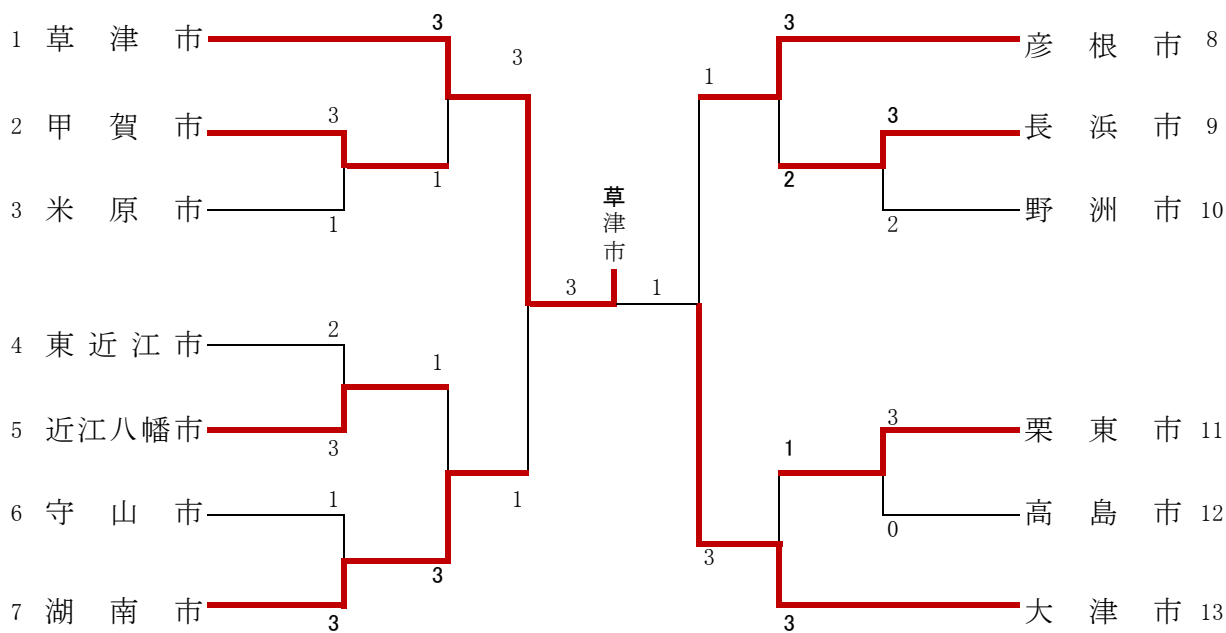 3
3
1 草津市
3
1
彦根市 8
2 甲賀市
3
3
長浜市 9
1
2
3 米原市
1
草津市
2
野洲市 10
3
1
4 東近江市
2
1
5 近江八幡市
3
1
3
栗東市 11
6 守山市
1
1
0
高島市 12
3
3
7 湖南市
3
3
大津市 13